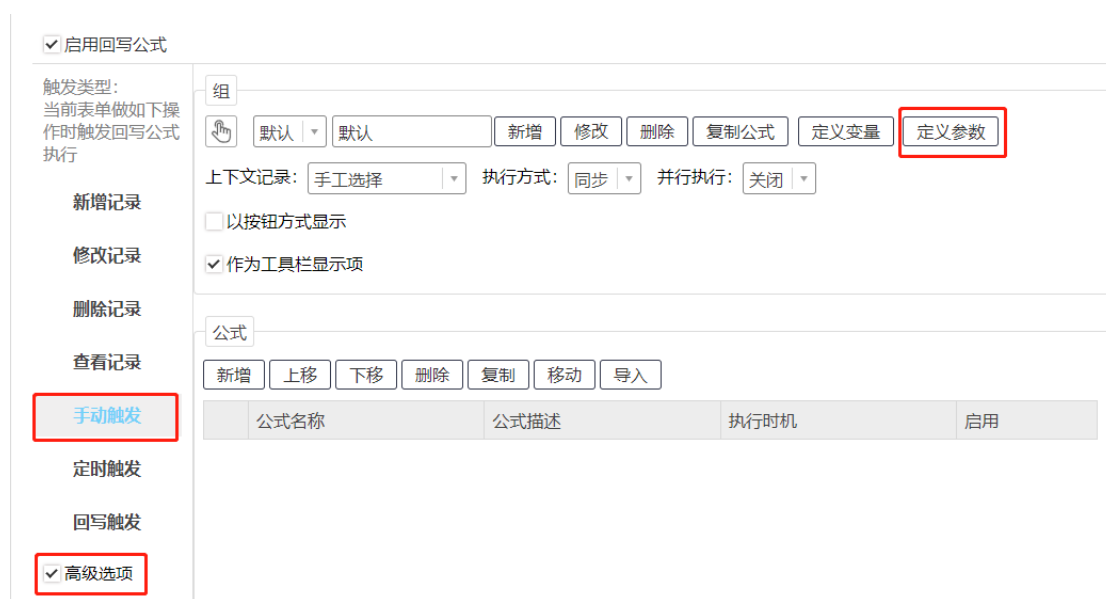 启用回写公式
触发类型：
当前表单做如下操
作时触发回写公式
执行
新增记录
修改记录
删除记录
查看记录
手动触发
定时触发
回写触发
高级选项
组
默认 默认 新增 修改 删除 复制公式 定义变量 定义参数
上下文记录： 手工选择 执行方式： 同步 并行执行： 关闭
以按钮方式显示
作为工具栏显示项
公式
新增 上移 下移 删除 复制 移动 导入
公式名称 公式描述 执行时机 启用